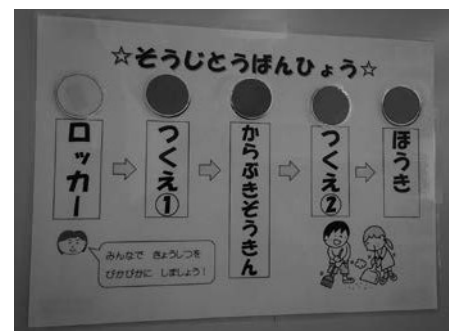 ☆そうじとうばんひょう☆
ロッカー
つくえ①
からぶきぞうきん
つくえ②
ほうき
みんなで きょうしつを
ぴかぴかに しましょう!